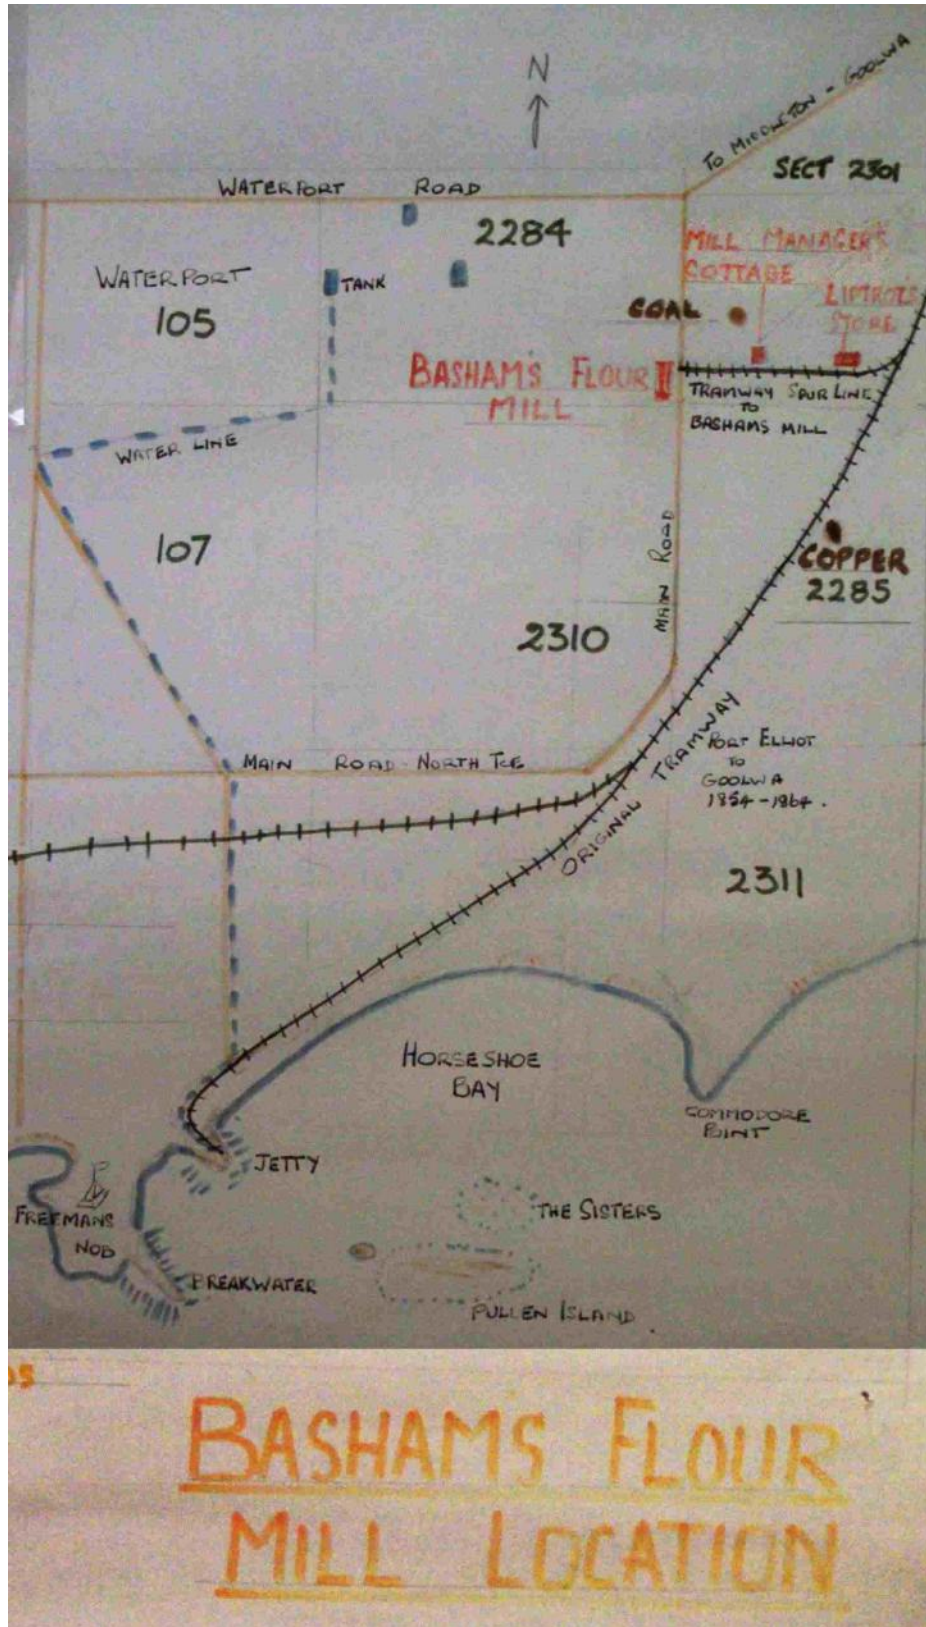 N
TO MIDDLETON - GOOLWA
SECT 2301
WATERPORT ROAD
2284
MILL MANAGER'S
COTTAGE
WATERPORT
105
TANK
LIPTROTS
STORE
COAL
BASHAM'S FLOUR
MILL
TRAMWAY SPUR LINE
TO
BASHAMS MILL
WATER LINE
107
MAIN ROAD
COPPER
2285
2310
MAIN ROAD - NORTH TCE
ORIGINAL TRAMWAY
PORT ELLIOT
TO
GOOLWA
1854-1864.
2311
HORSESHOE
BAY
COMMODORE
POINT
JETTY
THE SISTERS
FREEMANS
NOB
BREAKWATER
PULLEN ISLAND.
BASHAM'S FLOUR
MILL LOCATION